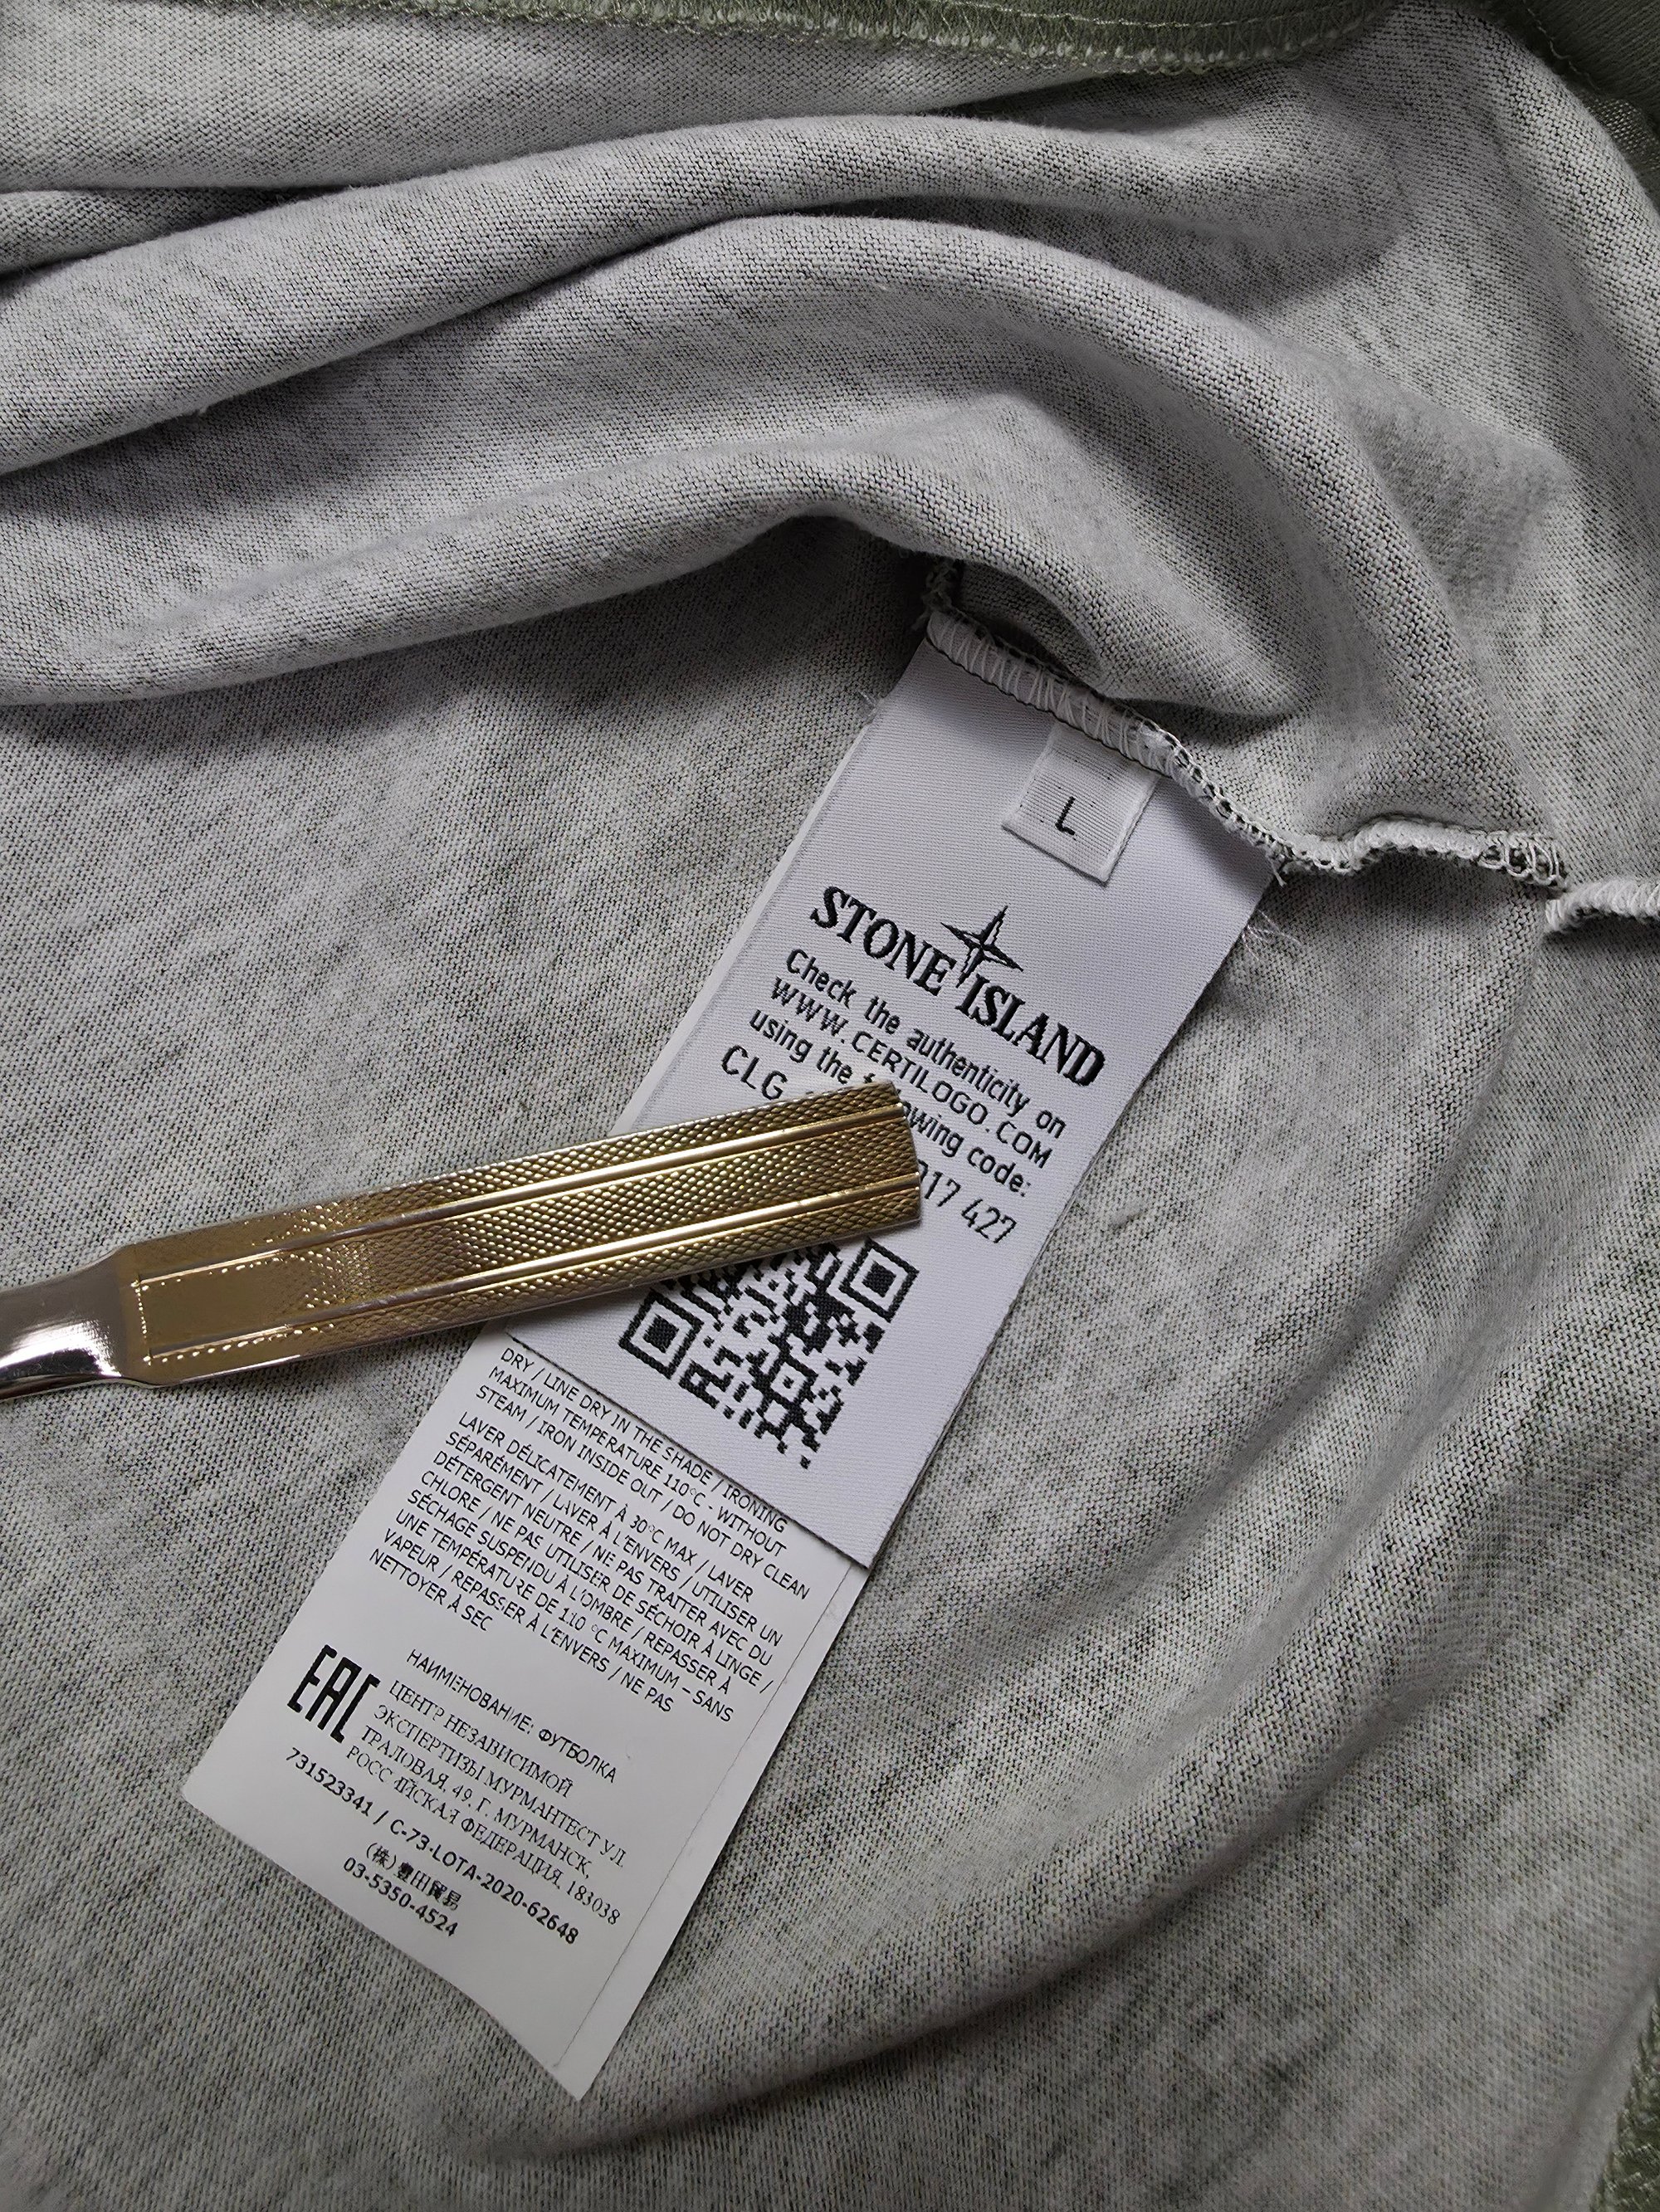 L
STONE ISLAND
Check the authenticity on
WWW.CERTILOGO.COM
using the following code:
CLG 017 427
DRY / LINE DRY IN THE SHADE / IRONING
MAXIMUM TEMPERATURE 110°C - WITHOUT
STEAM / IRON INSIDE OUT / DO NOT DRY CLEAN
LAVER DÉLICATEMENT À 30°C MAX / LAVER
SÉPARÉMENT / LAVER À L'ENVERS / UTILISER UN
DÉTERGENT NEUTRE / NE PAS TRAITER AVEC DU
CHLORE / NE PAS UTILISER DE SÉCHOIR À LINGE /
SÉCHAGE SUSPENDU À L'OMBRE / REPASSER À
UNE TEMPÉRATURE DE 110 °C MAXIMUM – SANS
VAPEUR / REPASSER À L'ENVERS / NE PAS
NETTOYER À SEC
НАИМЕНОВАНИЕ: ФУТБОЛКА
EAC
ЦЕНТР НЕЗАВИСИМОЙ
ЭКСПЕРТИЗЫ МУРМАНТЕСТ УЛ.
ТРАЛОВАЯ, 49, Г. МУРМАНСК,
РОССИЙСКАЯ ФЕДЕРАЦИЯ, 183038
731523341 / C-73-LOTA-2020-62648
(株)豊田貿易
03-5350-4524